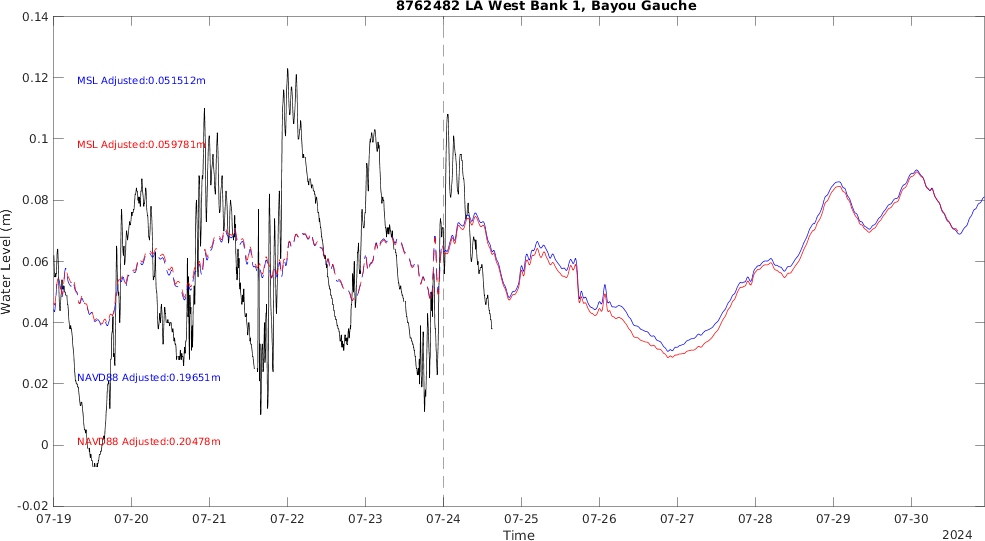 8762482 LA West Bank 1, Bayou Gauche
0.14
0.12
0.1
0.08
0.06
0.04
0.02
0
-0.02
Water Level (m)
MSL Adjusted:0.051512m
MSL Adjusted:0.059781m
NAVD88 Adjusted:0.19651m
NAVD88 Adjusted:0.20478m
07-19 07-20 07-21 07-22 07-23 07-24 07-25 07-26 07-27 07-28 07-29 07-30
Time
2024